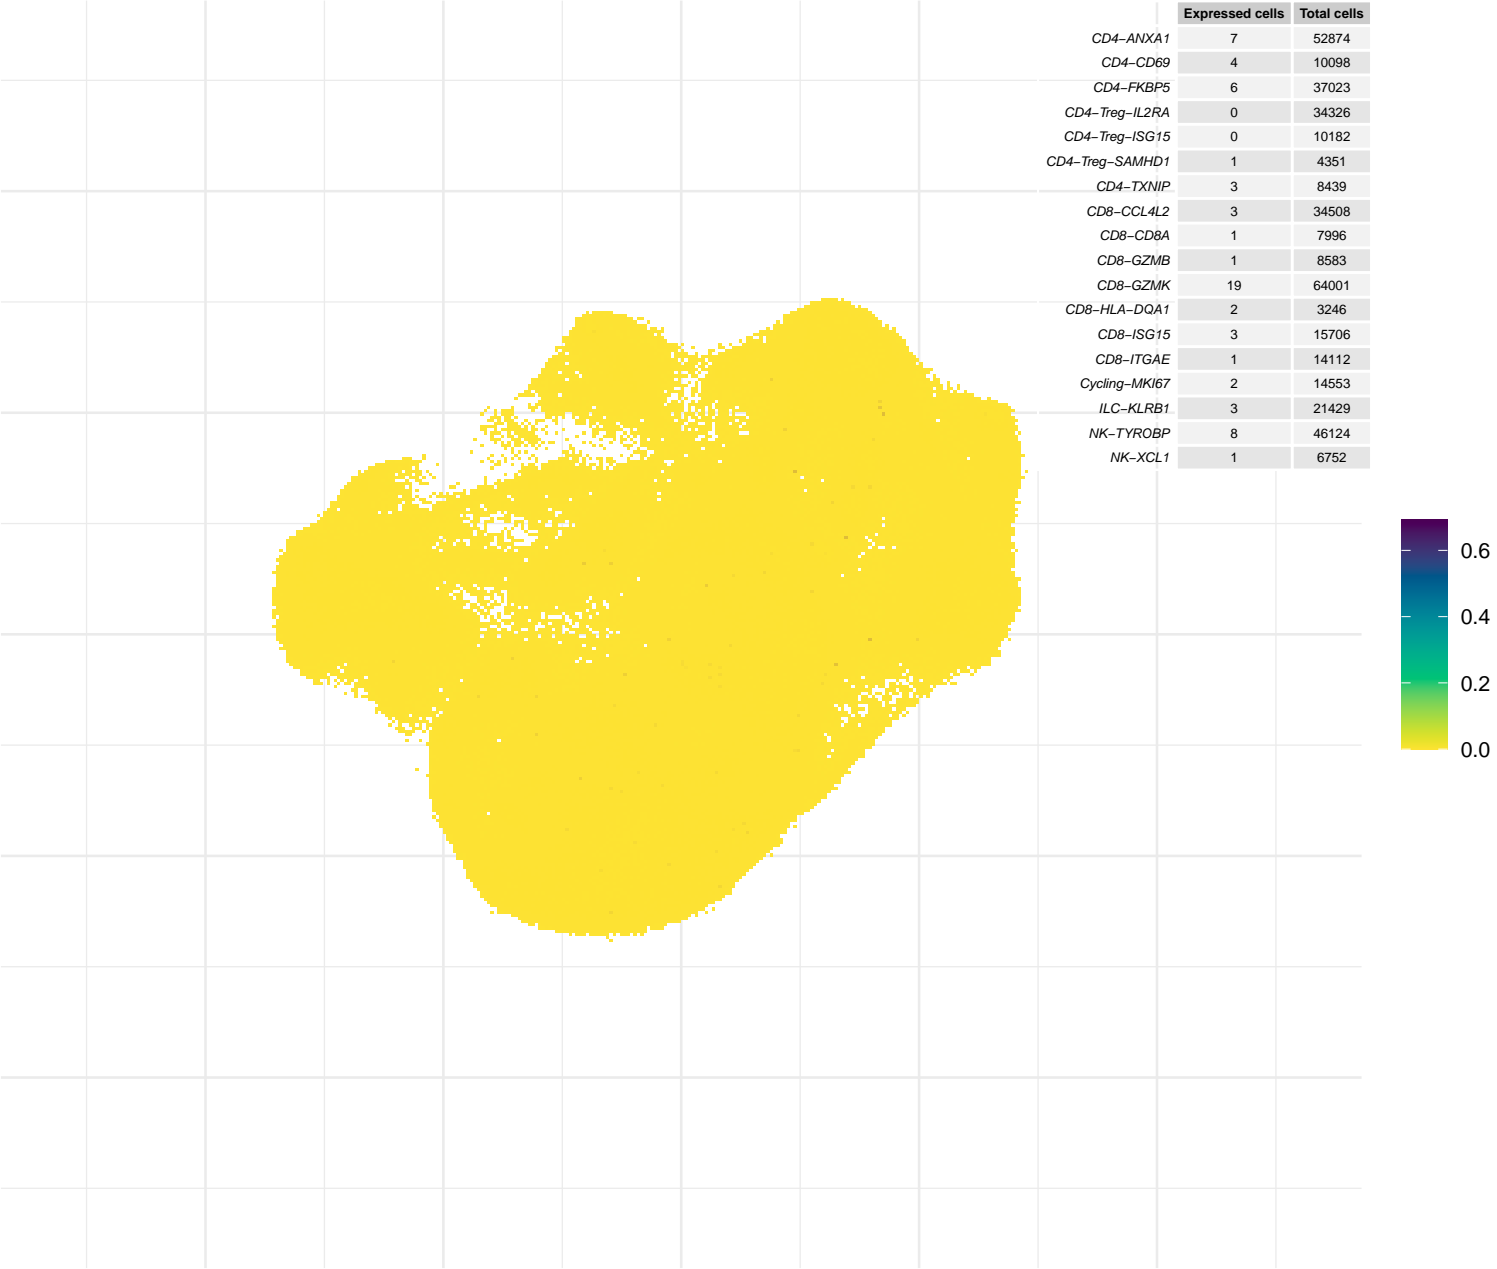 Expressed cells Total cells
CD4−ANXA1 7 52874
CD4−CD69 4 10098
CD4−FKBP5 6 37023
CD4−Treg−IL2RA 0 34326
CD4−Treg−ISG15 0 10182
CD4−Treg−SAMHD1 1 4351
CD4−TXNIP 3 8439
CD8−CCL4L2 3 34508
CD8−CD8A 1 7996
CD8−GZMB 1 8583
CD8−GZMK 19 64001
CD8−HLA−DQA1 2 3246
CD8−ISG15 3 15706
CD8−ITGAE 1 14112
Cycling−MKI67 2 14553
ILC−KLRB1 3 21429
NK−TYROBP 8 46124
NK−XCL1 1 6752
0.6
0.4
0.2
0.0